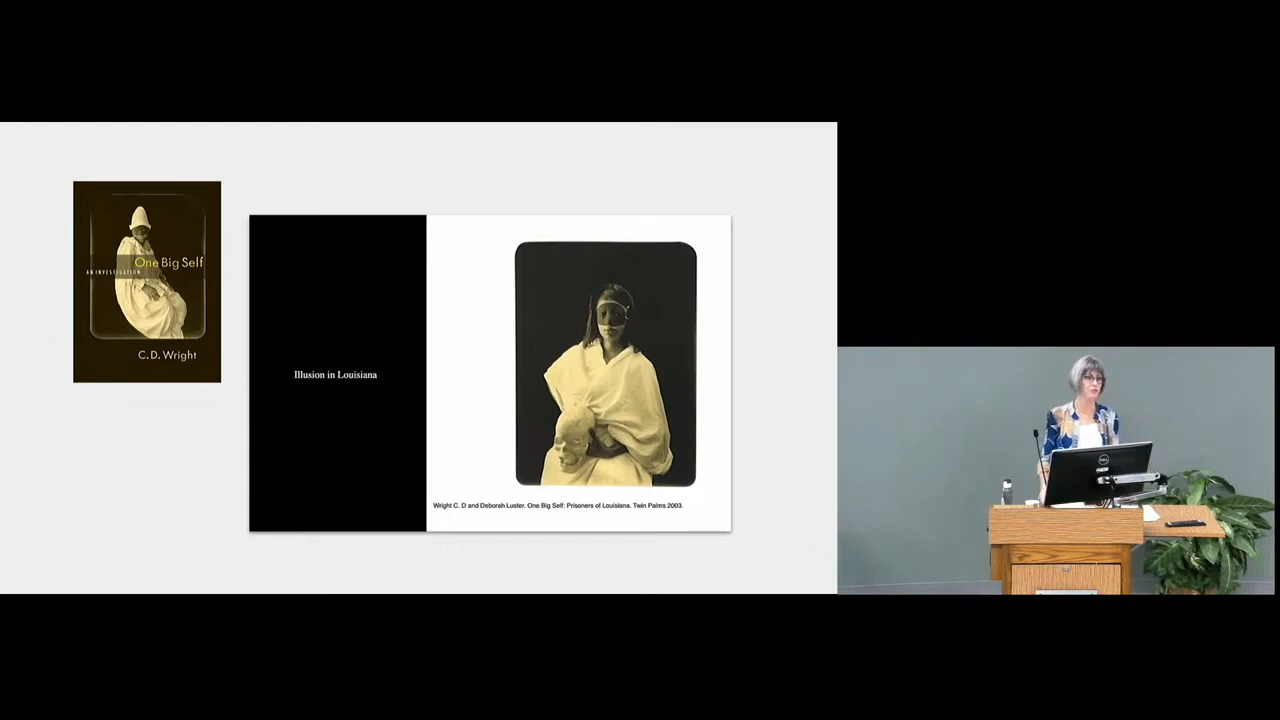 One Big Self
AN INVESTIGATION
C.D. Wright
Illusion in Louisiana
Wright C. D and Deborah Luster. One Big Self: Prisoners of Louisiana. Twin Palms 2003.
DELL